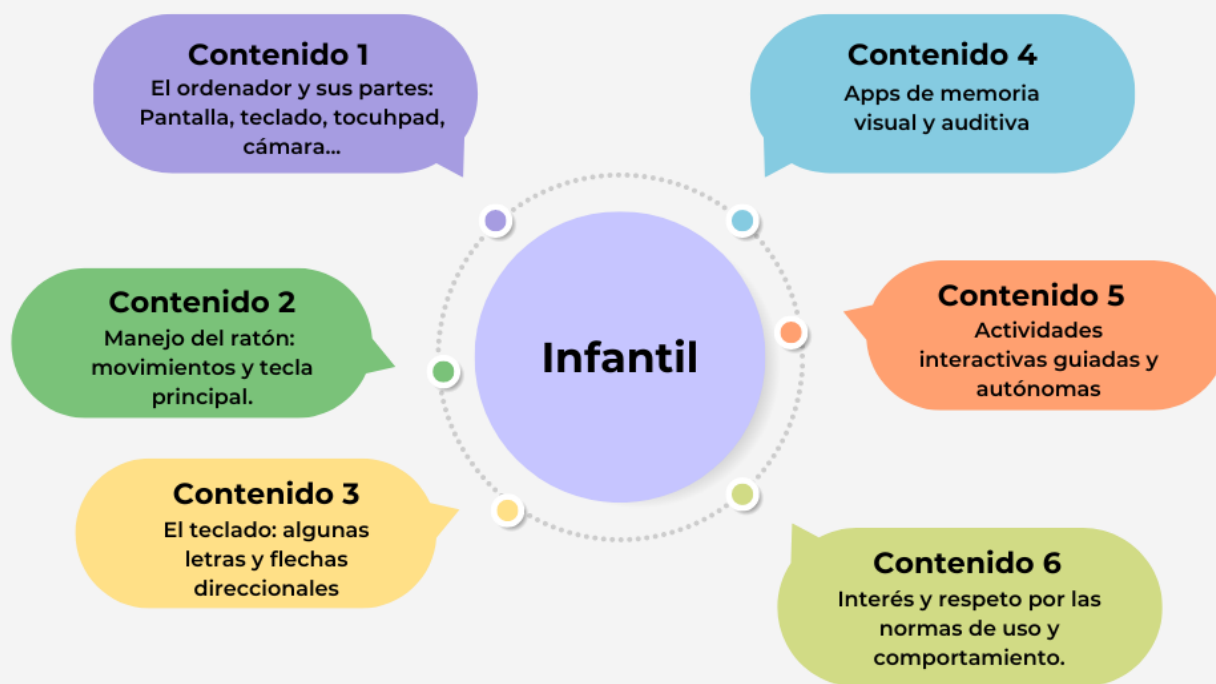 Contenido 1
El ordenador y sus partes:
Pantalla, teclado, tocuhpad,
cámara...
Contenido 2
Manejo del ratón:
movimientos y tecla
principal.
Contenido 3
El teclado: algunas
letras y flechas
direccionales
Infantil
Contenido 4
Apps de memoria
visual y auditiva
Contenido 5
Actividades
interactivas guiadas y
autónomas
Contenido 6
Interés y respeto por las
normas de uso y
comportamiento.